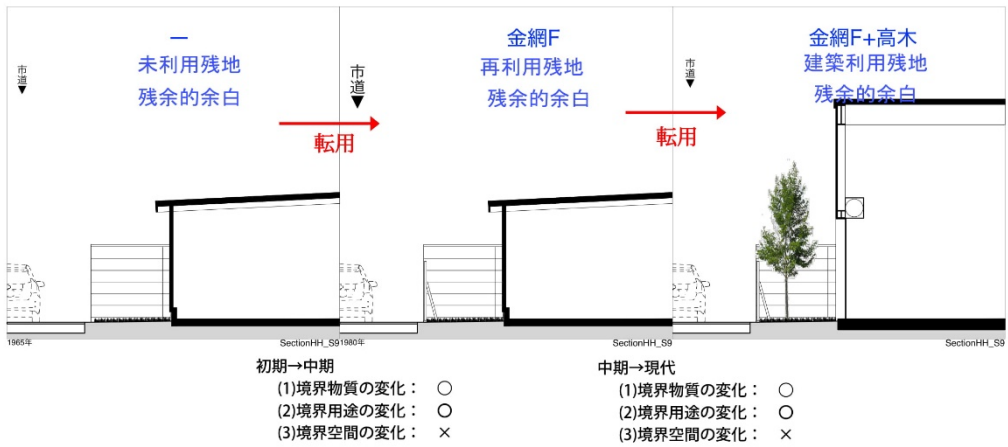 一
未利用残地
残余的余白
市道▼
転用
1965年
SectionHH_S9
金網F
再利用残地
残余的余白
市道▼
転用
1980年
SectionHH_S9
金網F+高木
建築利用残地
残余的余白
市道▼
SectionHH_S9
初期→中期
(1)境界物質の変化： ○
(2)境界用途の変化： ○
(3)境界空間の変化： ×
中期→現代
(1)境界物質の変化： ○
(2)境界用途の変化： ○
(3)境界空間の変化： ×